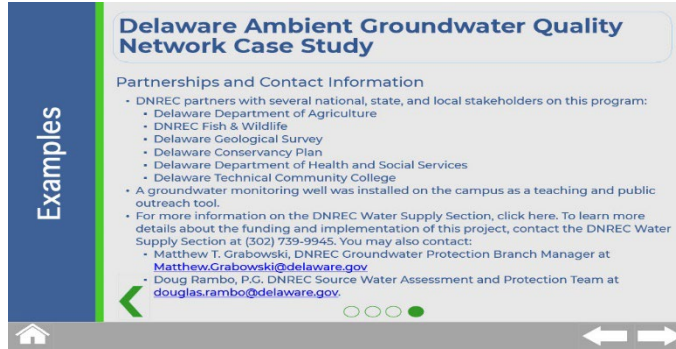 Delaware Ambient Groundwater Quality
Network Case Study
Examples
Partnerships and Contact Information
• DNREC partners with several national, state, and local stakeholders on this program:
• Delaware Department of Agriculture
• DNREC Fish & Wildlife
• Delaware Geological Survey
• Delaware Conservancy Plan
• Delaware Department of Health and Social Services
• Delaware Technical Community College
• A groundwater monitoring well was installed on the campus as a teaching and public
outreach tool.
• For more information on the DNREC Water Supply Section, click here. To learn more
details about the funding and implementation of this project, contact the DNREC Water
Supply Section at (302) 739-9945. You may also contact:
• Matthew T. Grabowski, DNREC Groundwater Protection Branch Manager at
Matthew.Grabowski@delaware.gov
• Doug Rambo, P.G. DNREC Source Water Assessment and Protection Team at
douglas.rambo@delaware.gov.